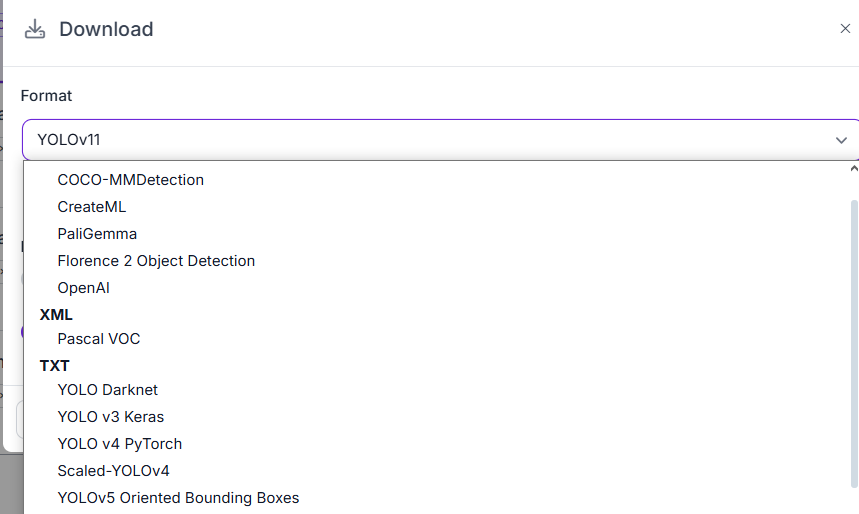 Download
Format
YOLOv11
COCO-MMDetection
CreateML
PaliGemma
Florence 2 Object Detection
OpenAI
XML
Pascal VOC
TXT
YOLO Darknet
YOLO v3 Keras
YOLO v4 PyTorch
Scaled-YOLOv4
YOLOv5 Oriented Bounding Boxes